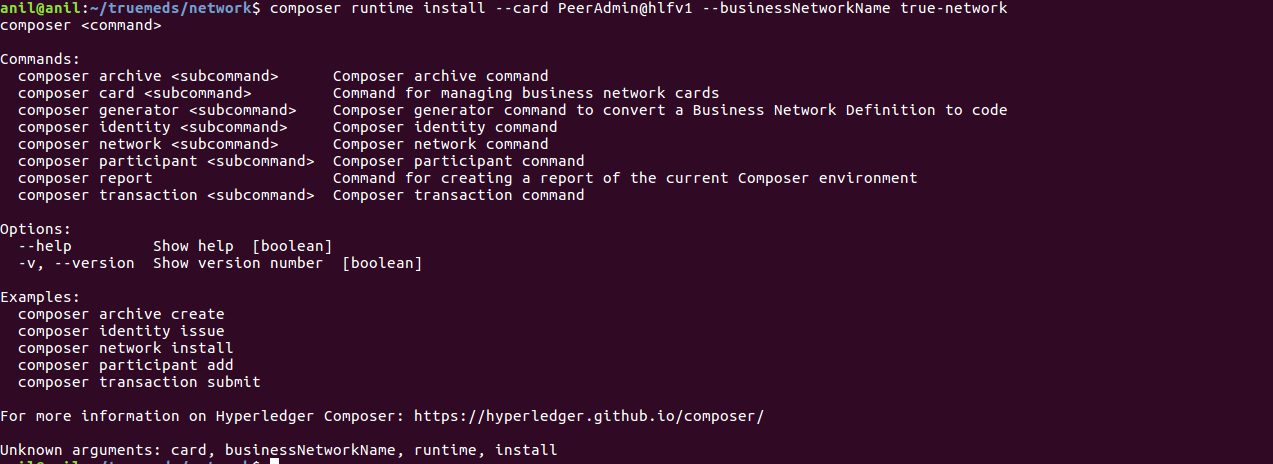 anil@anil:~/truemeds/network$ composer runtime install --card PeerAdmin@hlfv1 --businessNetworkName true-network
composer <command>
Commands:
composer archive <subcommand> Composer archive command
composer card <subcommand> Command for managing business network cards
composer generator <subcommand> Composer generator command to convert a Business Network Definition to code
composer identity <subcommand> Composer identity command
composer network <subcommand> Composer network command
composer participant <subcommand> Composer participant command
composer report Command for creating a report of the current Composer environment
composer transaction <subcommand> Composer transaction command
Options:
--help Show help [boolean]
-v, --version Show version number [boolean]
Examples:
composer archive create
composer identity issue
composer network install
composer participant add
composer transaction submit
For more information on Hyperledger Composer: https://hyperledger.github.io/composer/
Unknown arguments: card, businessNetworkName, runtime, install
anil@anil:~/truemeds/network$